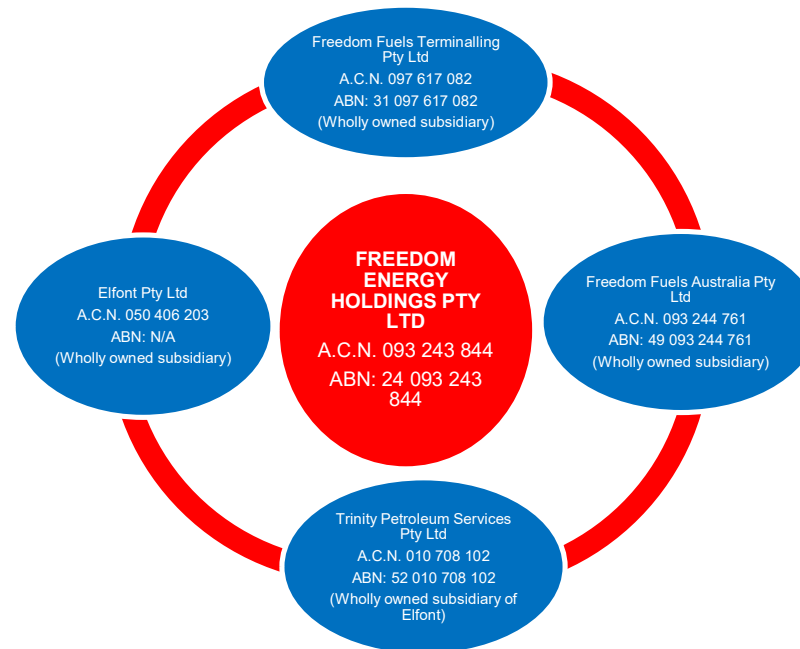 Freedom Fuels Terminalling
Pty Ltd
A.C.N. 097 617 082
ABN: 31 097 617 082
(Wholly owned subsidiary)
FREEDOM
ENERGY
HOLDINGS PTY
LTD
A.C.N. 093 243 844
ABN: 24 093 243
844
Elfont Pty Ltd
A.C.N. 050 406 203
ABN: N/A
(Wholly owned subsidiary)
Freedom Fuels Australia Pty
Ltd
A.C.N. 093 244 761
ABN: 49 093 244 761
(Wholly owned subsidiary)
Trinity Petroleum Services
Pty Ltd
A.C.N. 010 708 102
ABN: 52 010 708 102
(Wholly owned subsidiary of
Elfont)